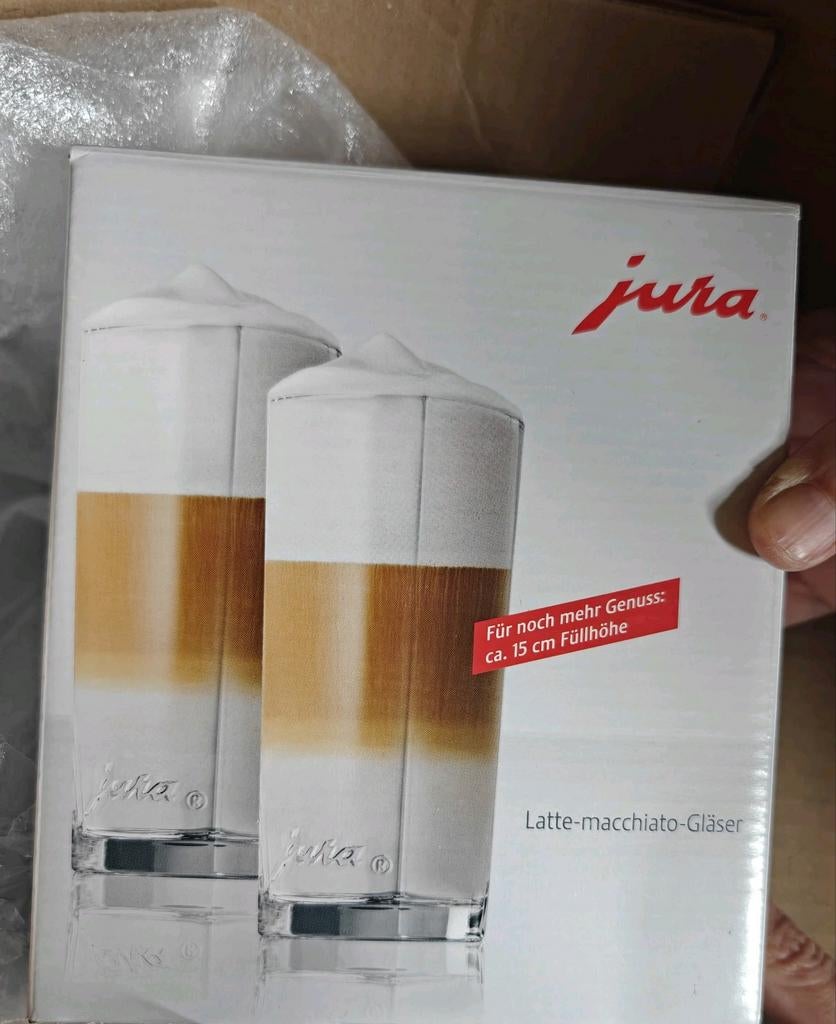 jura®
Für noch mehr Genuss:
ca. 15 cm Füllhöhe
Latte-macchiato-Gläser
jura ®
jura ®